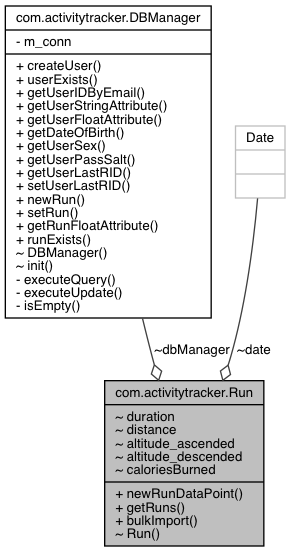 com.activitytracker.DBManager
- m_conn
+ createUser()
+ userExists()
+ getUserIDByEmail()
+ getUserStringAttribute()
+ getUserFloatAttribute()
+ getDateOfBirth()
+ getUserSex()
+ getUserPassSalt()
+ getUserLastRID()
+ setUserLastRID()
+ newRun()
+ setRun()
+ getRunFloatAttribute()
+ runExists()
~ DBManager()
~ init()
- executeQuery()
- executeUpdate()
- isEmpty()
Date
~dbManager
~date
com.activitytracker.Run
~ duration
~ distance
~ altitude_ascended
~ altitude_descended
~ caloriesBurned
+ newRunDataPoint()
+ getRuns()
+ bulkImport()
~ Run()